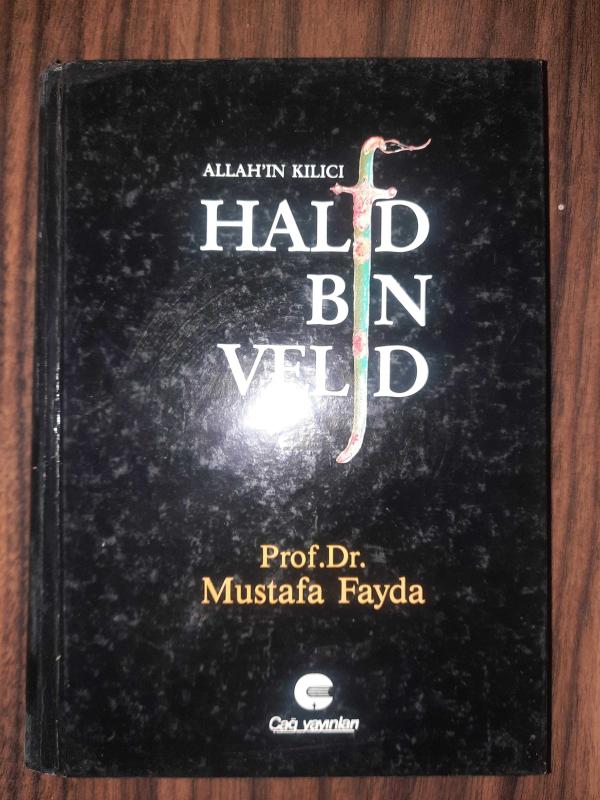 ALLAH'IN KILICI
HALİD
BİN
VELİD
Prof.Dr.
Mustafa Fayda
Çağ yayınları